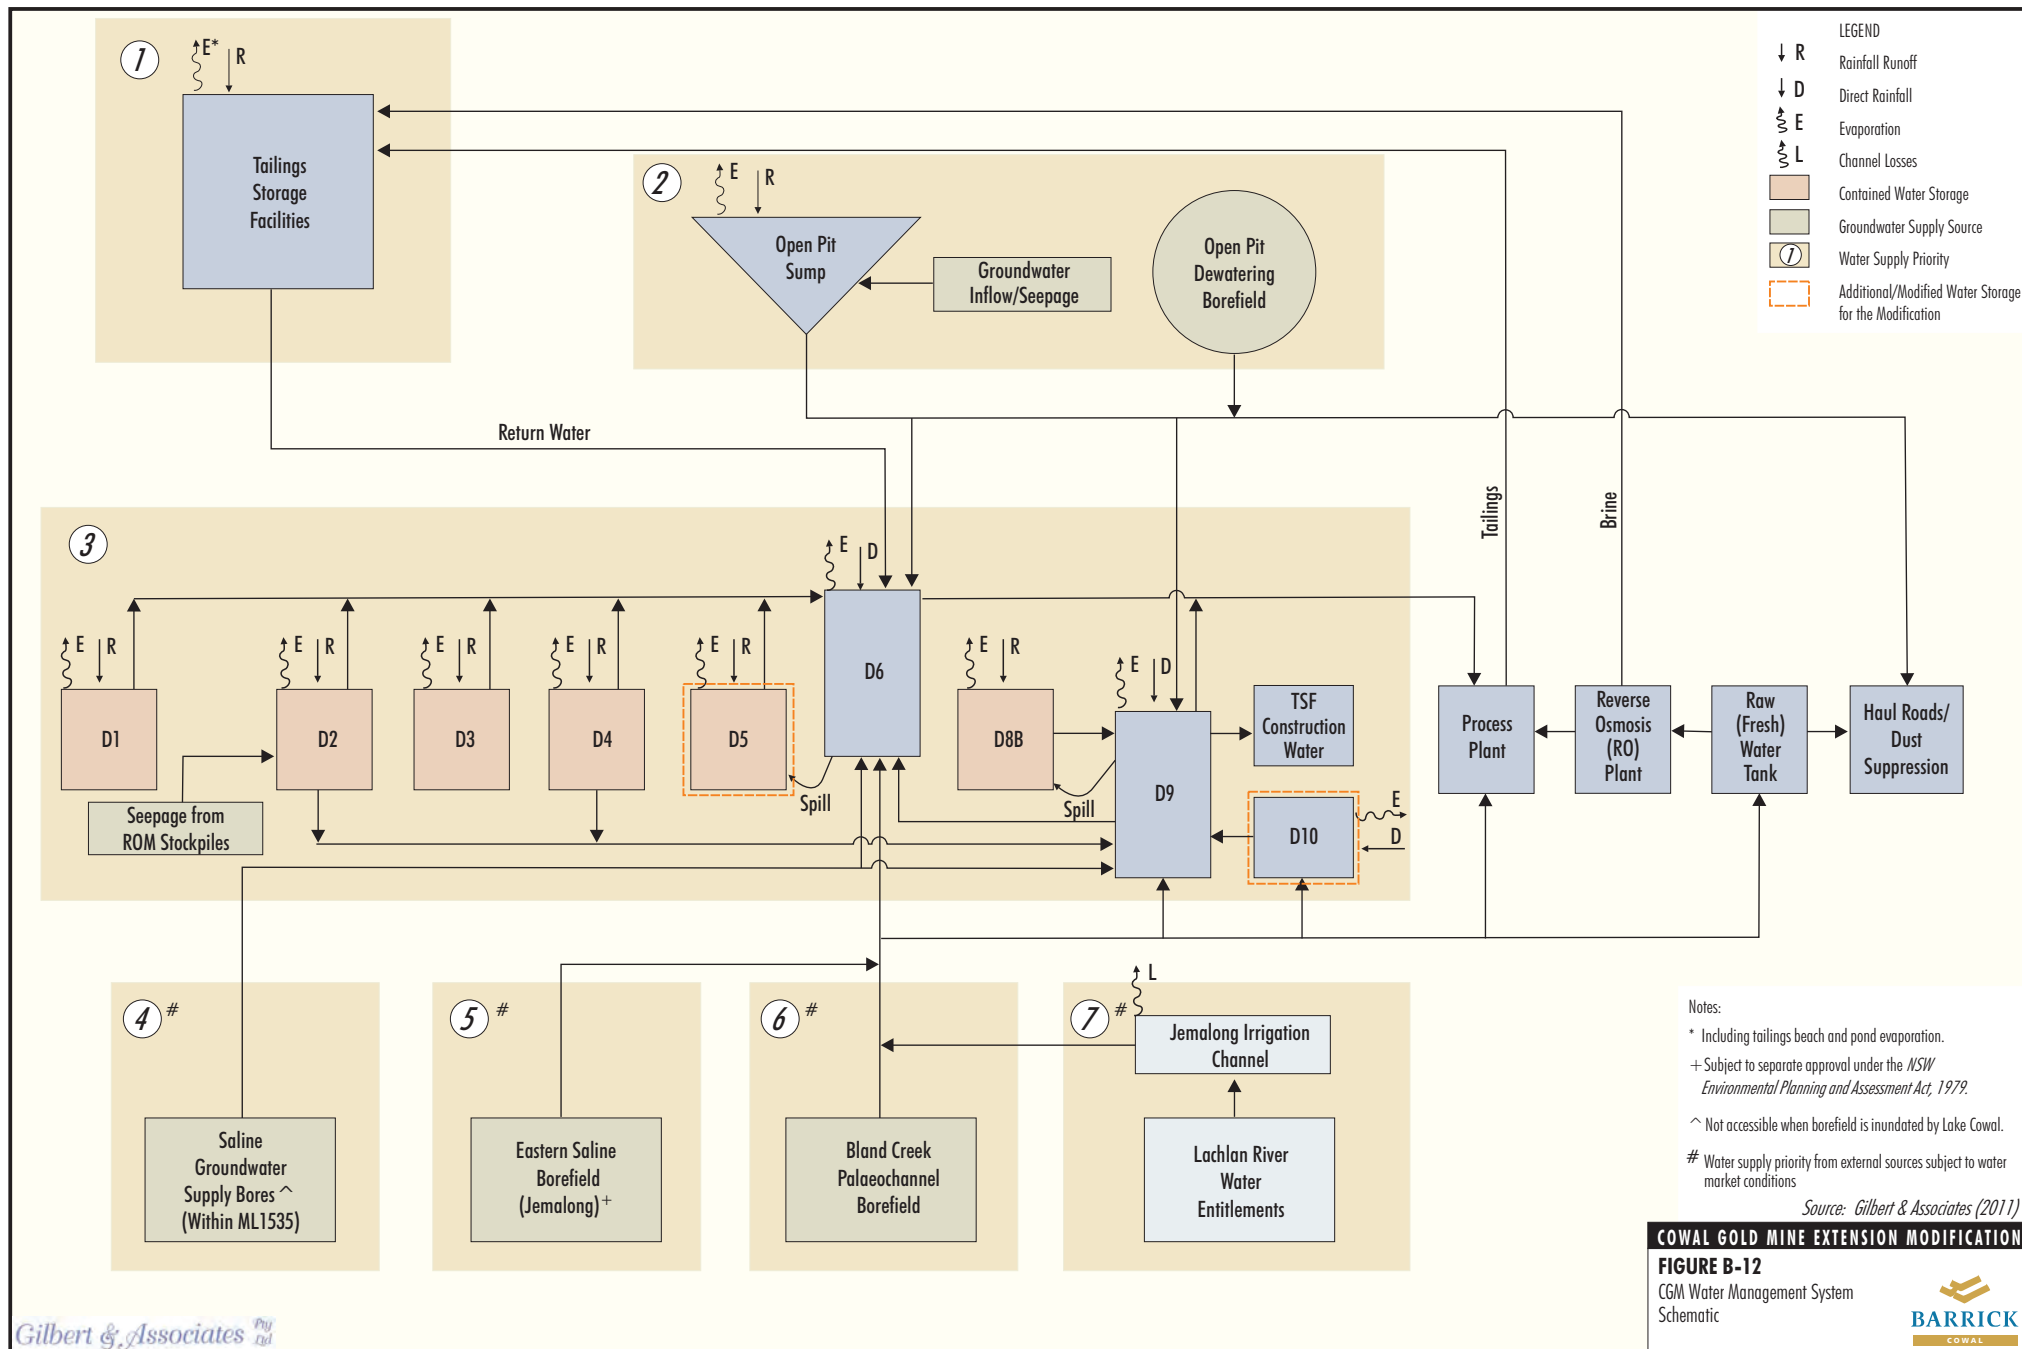 1
E*
R
Tailings
Storage
Facilities
2
E
R
Open Pit
Sump
Groundwater
Inflow/Seepage
Open Pit
Dewatering
Borefield
LEGEND
R Rainfall Runoff
D Direct Rainfall
E Evaporation
L Channel Losses
Contained Water Storage
Groundwater Supply Source
1 Water Supply Priority
Additional/Modified Water Storage
for the Modification
Return Water
Tailings
Brine
3
E
D
E R
E R
E R
E R
E R
D1
D2
D3
D4
D5
D6
E R
D8B
E D
D9
Spill
Spill
TSF
Construction
Water
D10
E
D
Seepage from
ROM Stockpiles
Process
Plant
Reverse
Osmosis
(RO)
Plant
Raw
(Fresh)
Water
Tank
Haul Roads/
Dust
Suppression
4 #
Saline
Groundwater
Supply Bores ^
(Within ML1535)
5 #
Eastern Saline
Borefield
(Jemalong)+
6 #
Bland Creek
Palaeochannel
Borefield
7 #
L
Jemalong Irrigation
Channel
Lachlan River
Water
Entitlements
Notes:
* Including tailings beach and pond evaporation.
+ Subject to separate approval under the NSW
Environmental Planning and Assessment Act, 1979.
^ Not accessible when borefield is inundated by Lake Cowal.
# Water supply priority from external sources subject to water
market conditions
Source: Gilbert & Associates (2011)
COWAL GOLD MINE EXTENSION MODIFICATION
FIGURE B-12
CGM Water Management System
Schematic
BARRICK
COWAL
Gilbert & Associates Pty Ltd